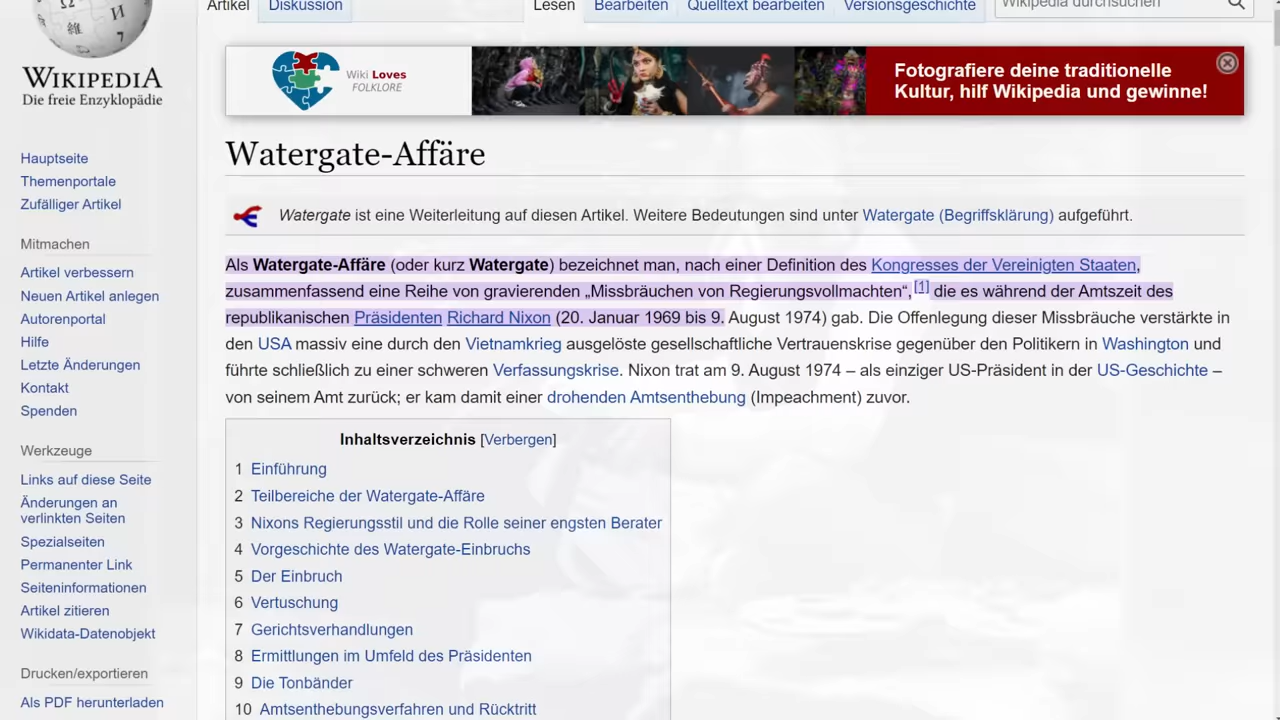 Artikel Diskussion Lesen Bearbeiten Quelltext bearbeiten Versionsgeschichte Wikipedia durchsuchen
WIKIPEDIA
Die freie Enzyklopädie
Hauptseite
Themenportale
Zufälliger Artikel
Mitmachen
Artikel verbessern
Neuen Artikel anlegen
Autorenportal
Hilfe
Letzte Änderungen
Kontakt
Spenden
Werkzeuge
Links auf diese Seite
Änderungen an
verlinkten Seiten
Spezialseiten
Permanenter Link
Seiteninformationen
Artikel zitieren
Wikidata-Datenobjekt
Drucken/exportieren
Als PDF herunterladen
Wiki Loves
FOLKLORE
Fotografiere deine traditionelle
Kultur, hilf Wikipedia und gewinne!
Watergate-Affäre
Watergate ist eine Weiterleitung auf diesen Artikel. Weitere Bedeutungen sind unter Watergate (Begriffsklärung) aufgeführt.
Als Watergate-Affäre (oder kurz Watergate) bezeichnet man, nach einer Definition des Kongresses der Vereinigten Staaten,
zusammenfassend eine Reihe von gravierenden „Missbräuchen von Regierungsvollmachten“,[1] die es während der Amtszeit des
republikanischen Präsidenten Richard Nixon (20. Januar 1969 bis 9. August 1974) gab. Die Offenlegung dieser Missbräuche verstärkte in
den USA massiv eine durch den Vietnamkrieg ausgelöste gesellschaftliche Vertrauenskrise gegenüber den Politikern in Washington und
führte schließlich zu einer schweren Verfassungskrise. Nixon trat am 9. August 1974 – als einziger US-Präsident in der US-Geschichte –
von seinem Amt zurück; er kam damit einer drohenden Amtsenthebung (Impeachment) zuvor.
Inhaltsverzeichnis [Verbergen]
1 Einführung
2 Teilbereiche der Watergate-Affäre
3 Nixons Regierungsstil und die Rolle seiner engsten Berater
4 Vorgeschichte des Watergate-Einbruchs
5 Der Einbruch
6 Vertuschung
7 Gerichtsverhandlungen
8 Ermittlungen im Umfeld des Präsidenten
9 Die Tonbänder
10 Amtsenthebungsverfahren und Rücktritt